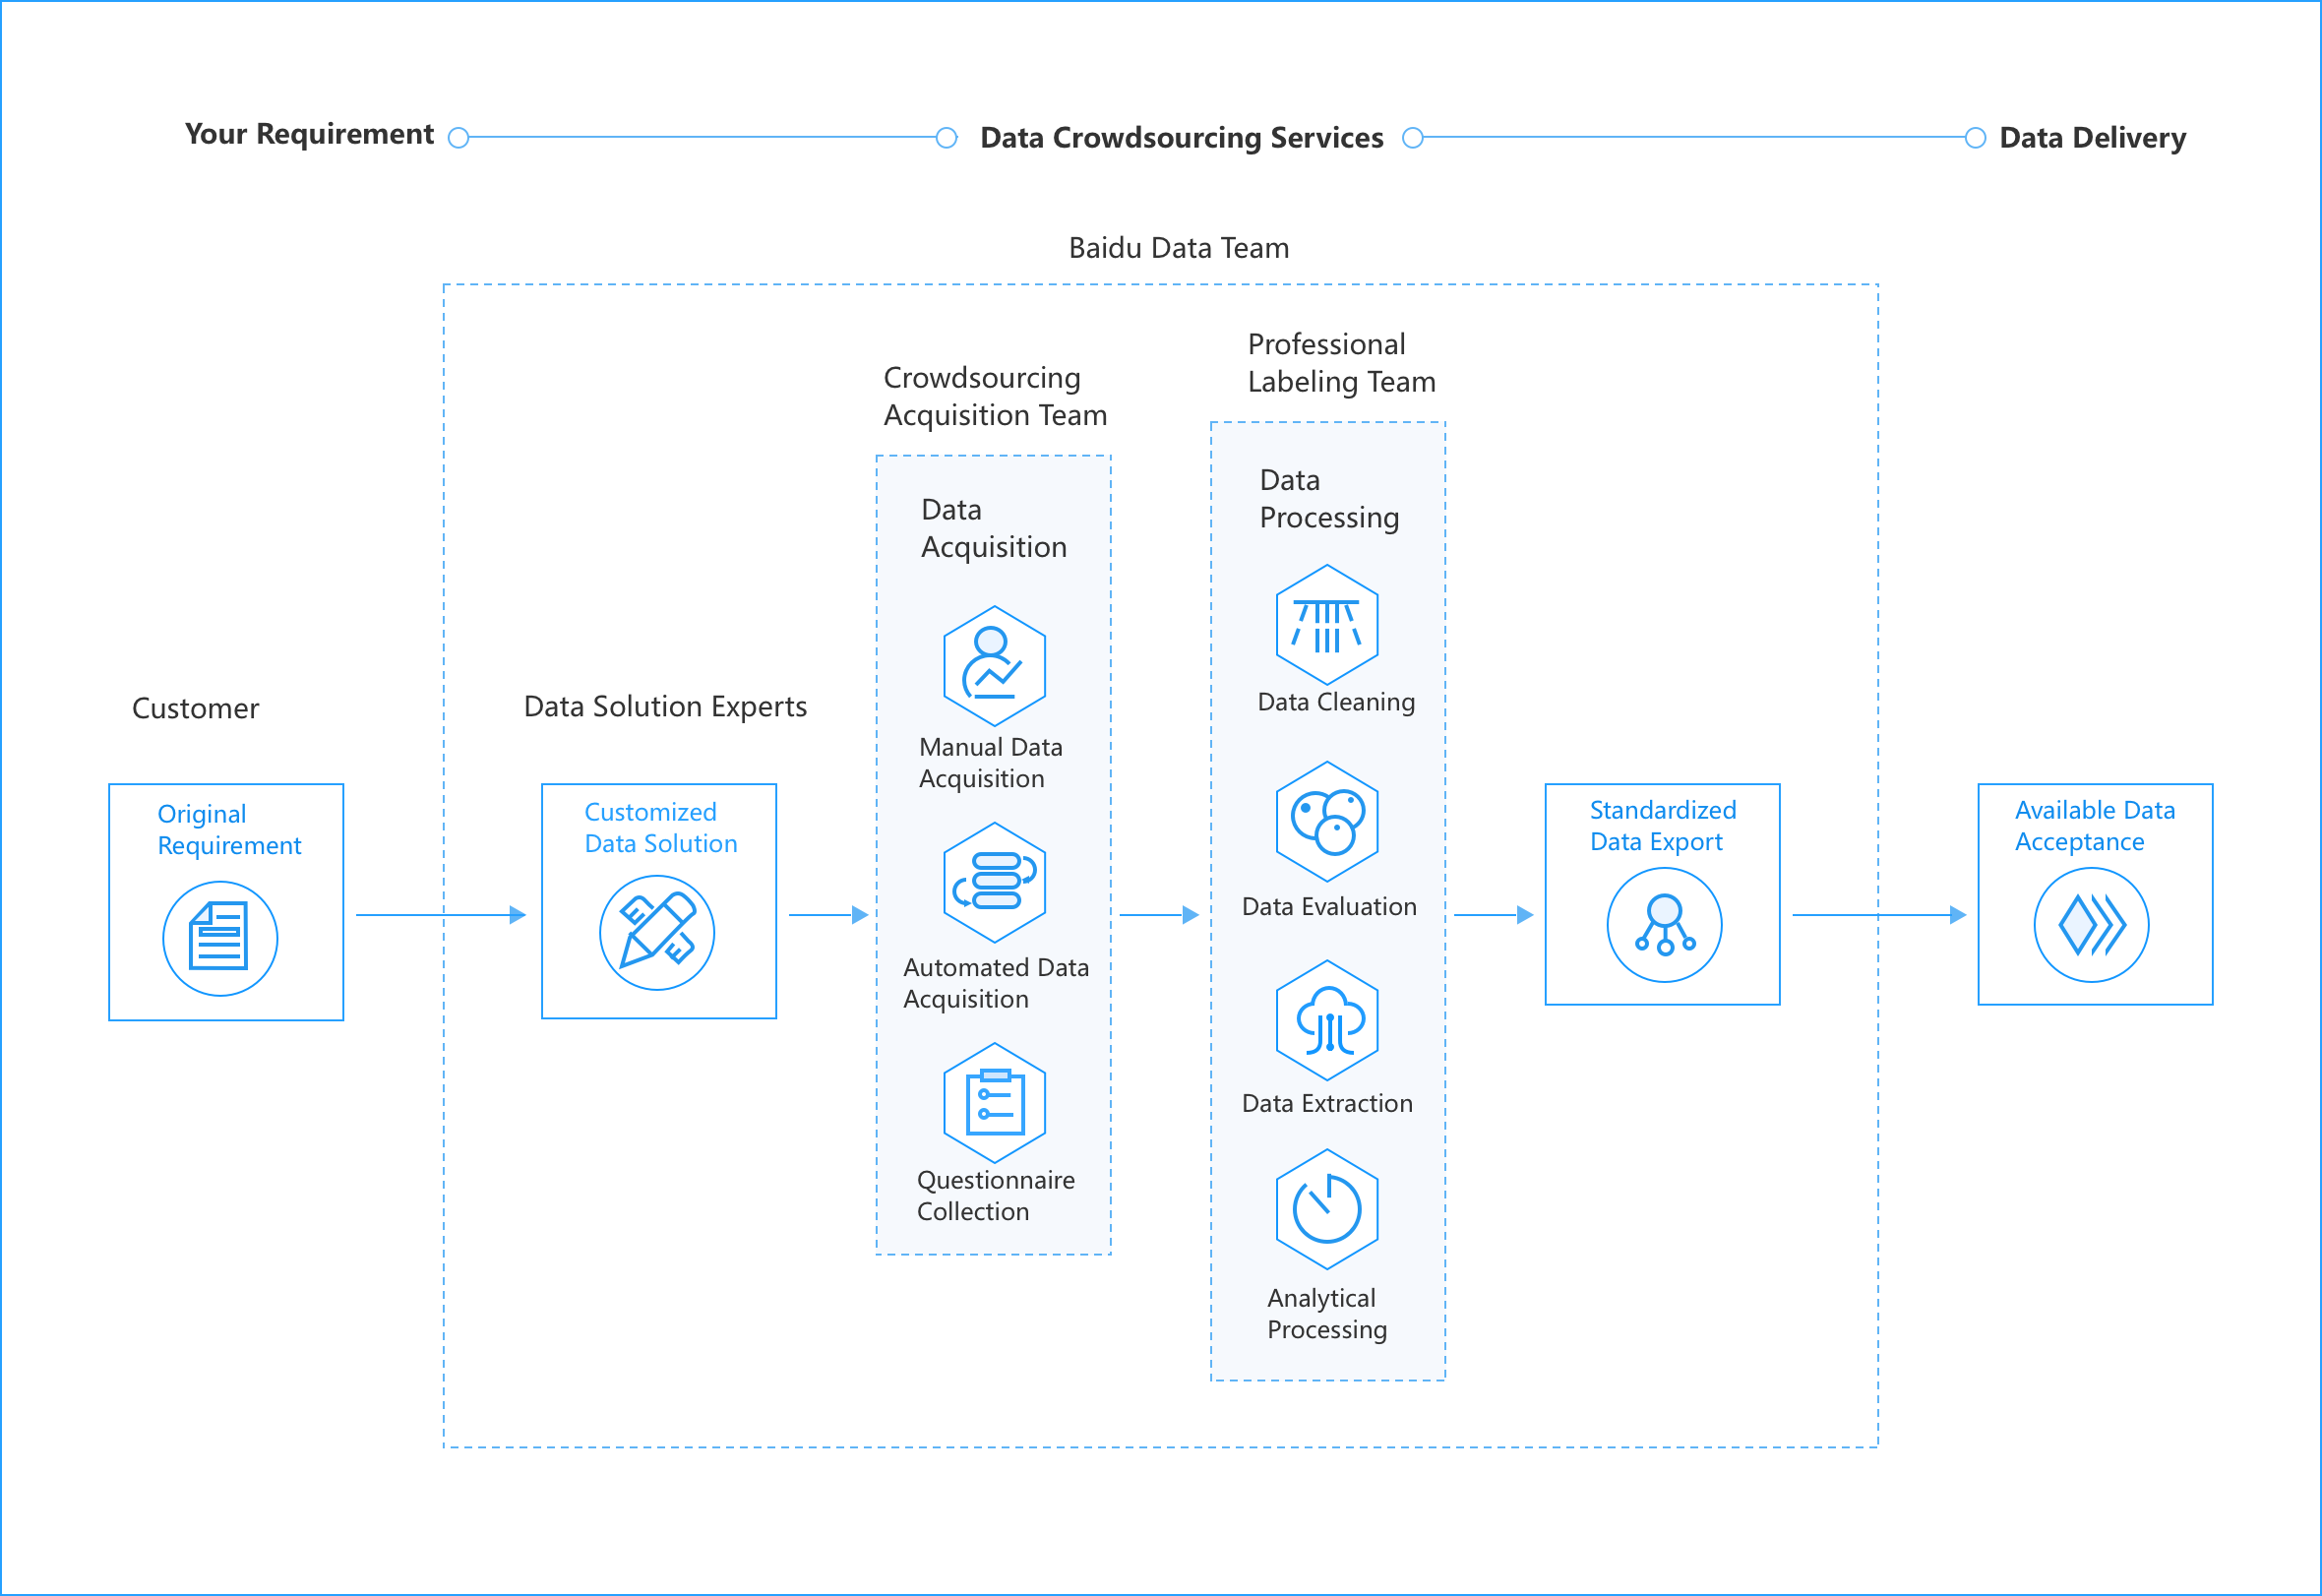 Your Requirement
Data Crowdsourcing Services
Data Delivery
Baidu Data Team
Customer
Original
Requirement
Data Solution Experts
Customized
Data Solution
Crowdsourcing
Acquisition Team
Data
Acquisition
Manual Data
Acquisition
Automated Data
Acquisition
Questionnaire
Collection
Professional
Labeling Team
Data
Processing
Data Cleaning
Data Evaluation
Data Extraction
Analytical
Processing
Standardized
Data Export
Available Data
Acceptance